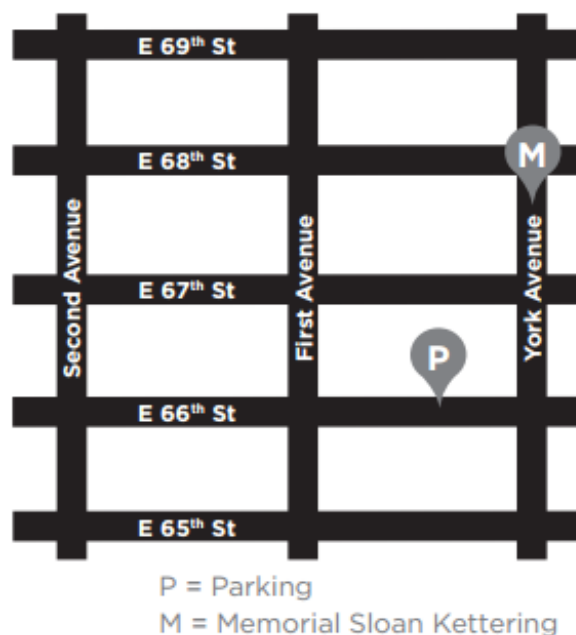 E 69th St
E 68th St
M
Second Avenue
First Avenue
York Avenue
E 67th St
P
E 66th St
E 65th St
P = Parking
M = Memorial Sloan Kettering